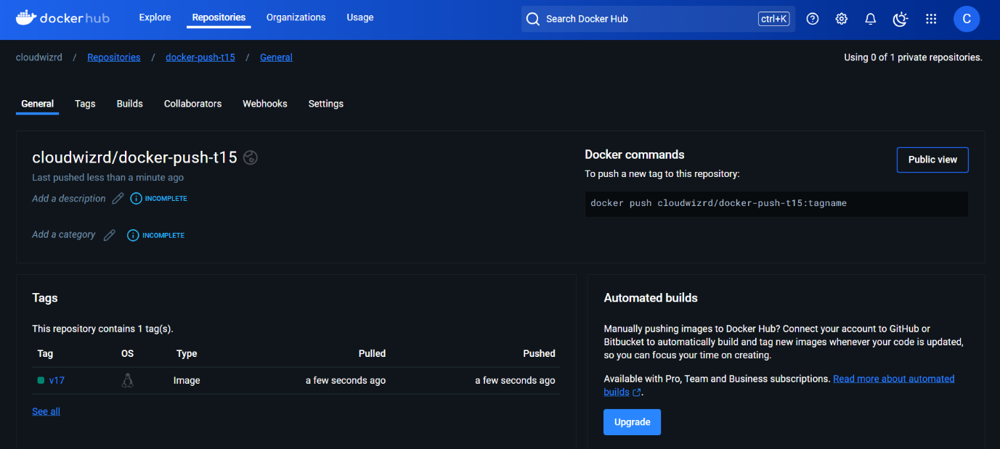 dockerhub
Explore
Repositories
Organizations
Usage
Search Docker Hub
ctrl+K
C
cloudwizrd / Repositories / docker-push-t15 / General
Using 0 of 1 private repositories.
General
Tags
Builds
Collaborators
Webhooks
Settings
cloudwizrd/docker-push-t15
Last pushed less than a minute ago
Add a description
INCOMPLETE
Add a category
INCOMPLETE
Docker commands
To push a new tag to this repository:
Public view
docker push cloudwizrd/docker-push-t15:tagname
Tags
This repository contains 1 tag(s).
Tag OS Type Pulled Pushed
v17 Image a few seconds ago a few seconds ago
See all
Automated builds
Manually pushing images to Docker Hub? Connect your account to GitHub or
Bitbucket to automatically build and tag new images whenever your code is updated,
so you can focus your time on creating.
Available with Pro, Team and Business subscriptions. Read more about automated
builds .
Upgrade